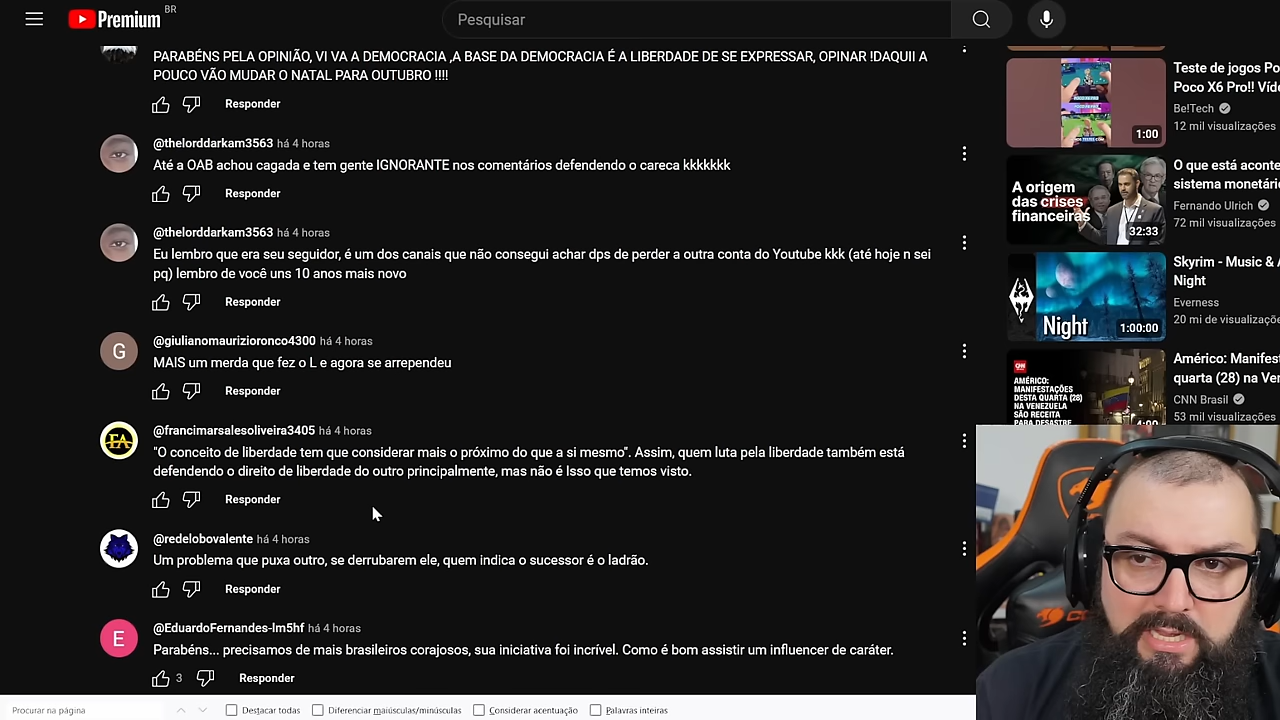 Premium BR
Pesquisar
PARABÉNS PELA OPINIÃO, VI VA A DEMOCRACIA ,A BASE DA DEMOCRACIA É A LIBERDADE DE SE EXPRESSAR, OPINAR !DAQUII A
POUCO VÃO MUDAR O NATAL PARA OUTUBRO !!!!
Responder
@thelorddarkam3563 há 4 horas
Até a OAB achou cagada e tem gente IGNORANTE nos comentários defendendo o careca kkkkkkk
Responder
@thelorddarkam3563 há 4 horas
Eu lembro que era seu seguidor, é um dos canais que não consegui achar dps de perder a outra conta do Youtube kkk (até hoje n sei
pq) lembro de você uns 10 anos mais novo
Responder
G
@giulianomaurizioronco4300 há 4 horas
MAIS um merda que fez o L e agora se arrependeu
Responder
FA
@francimarsalesoliveira3405 há 4 horas
"O conceito de liberdade tem que considerar mais o próximo do que a si mesmo". Assim, quem luta pela liberdade também está
defendendo o direito de liberdade do outro principalmente, mas não é Isso que temos visto.
Responder
@redelobovalente há 4 horas
Um problema que puxa outro, se derrubarem ele, quem indica o sucessor é o ladrão.
Responder
E
@EduardoFernandes-lm5hf há 4 horas
Parabéns... precisamos de mais brasileiros corajosos, sua iniciativa foi incrível. Como é bom assistir um influencer de caráter.
3 Responder
Procurar na página
Destacar todas
Diferenciar maiúsculas/minúsculas
Considerar acentuação
Palavras inteiras
1:00
Teste de jogos Po
Poco X6 Pro!! Víd
Be!Tech
12 mil visualizações
A origem
das crises
financeiras
32:33
O que está aconte
sistema monetári
Fernando Ulrich
72 mil visualizações
Night
1:00:00
Skyrim - Music & A
Night
Everness
20 mi de visualizaçõe
CNN
AMÉRICO:
MANIFESTAÇÕES
DESTA QUARTA (28)
NA VENEZUELA
SÃO RECEITA
PARA DESASTRE
4:00
Américo: Manifest
quarta (28) na Ver
CNN Brasil
53 mil visualizações